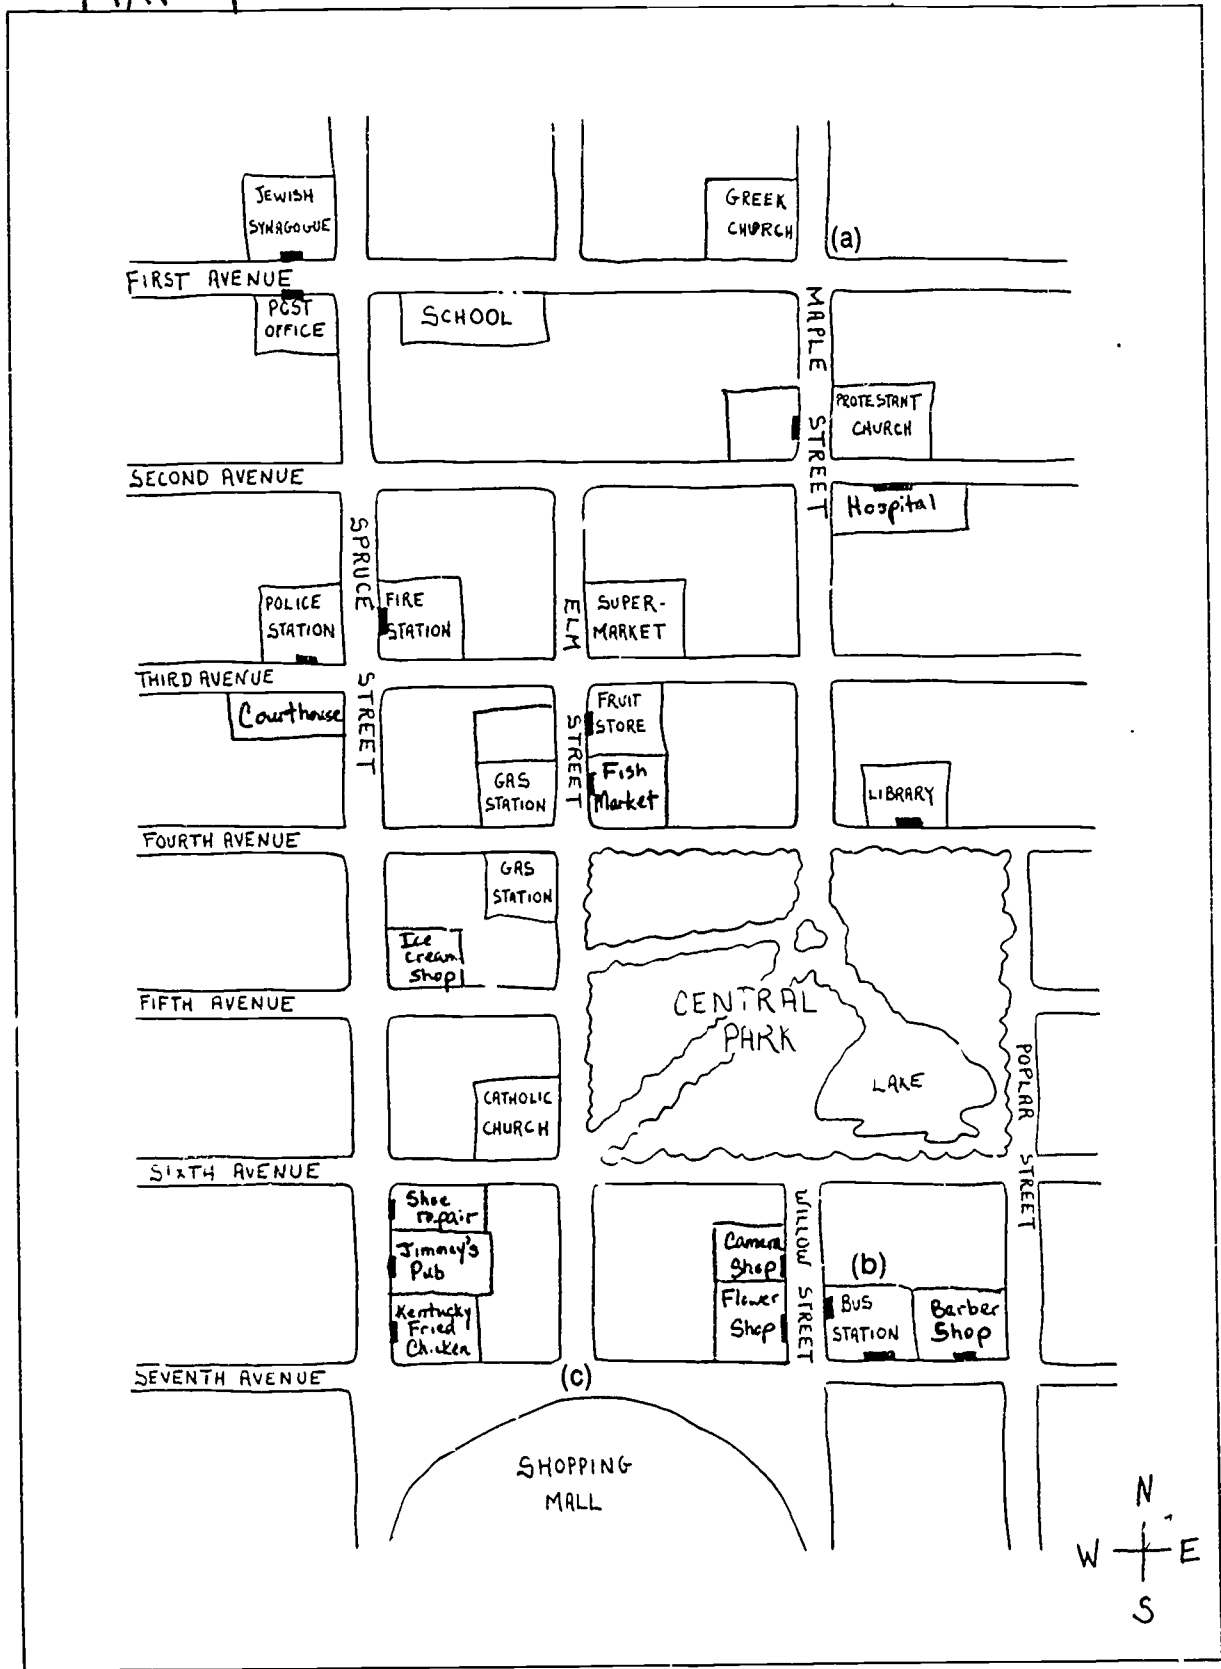 JEWISH
SYNAGOGUE
GREEK
CHURCH
(a)
FIRST AVENUE
POST
OFFICE
SCHOOL
MAPLE STREET
PROTESTANT
CHURCH
SECOND AVENUE
Hospital
SPRUCE STREET
POLICE
STATION
FIRE
STATION
ELM STREET
SUPER-
MARKET
THIRD AVENUE
Courthouse
FRUIT
STORE
GAS
STATION
Fish
Market
LIBRARY
FOURTH AVENUE
GAS
STATION
Ice
cream
Shop
FIFTH AVENUE
CENTRAL
PARK
LAKE
POPLAR STREET
CATHOLIC
CHURCH
SIXTH AVENUE
Shoe
repair
Jimmey's
Pub
Kentucky
Fried
Chicken
WILLOW STREET
Camera
Shop
Flower
Shop
(b)
BUS
STATION
Barber
Shop
SEVENTH AVENUE
(c)
SHOPPING
MALL
N
W E
S